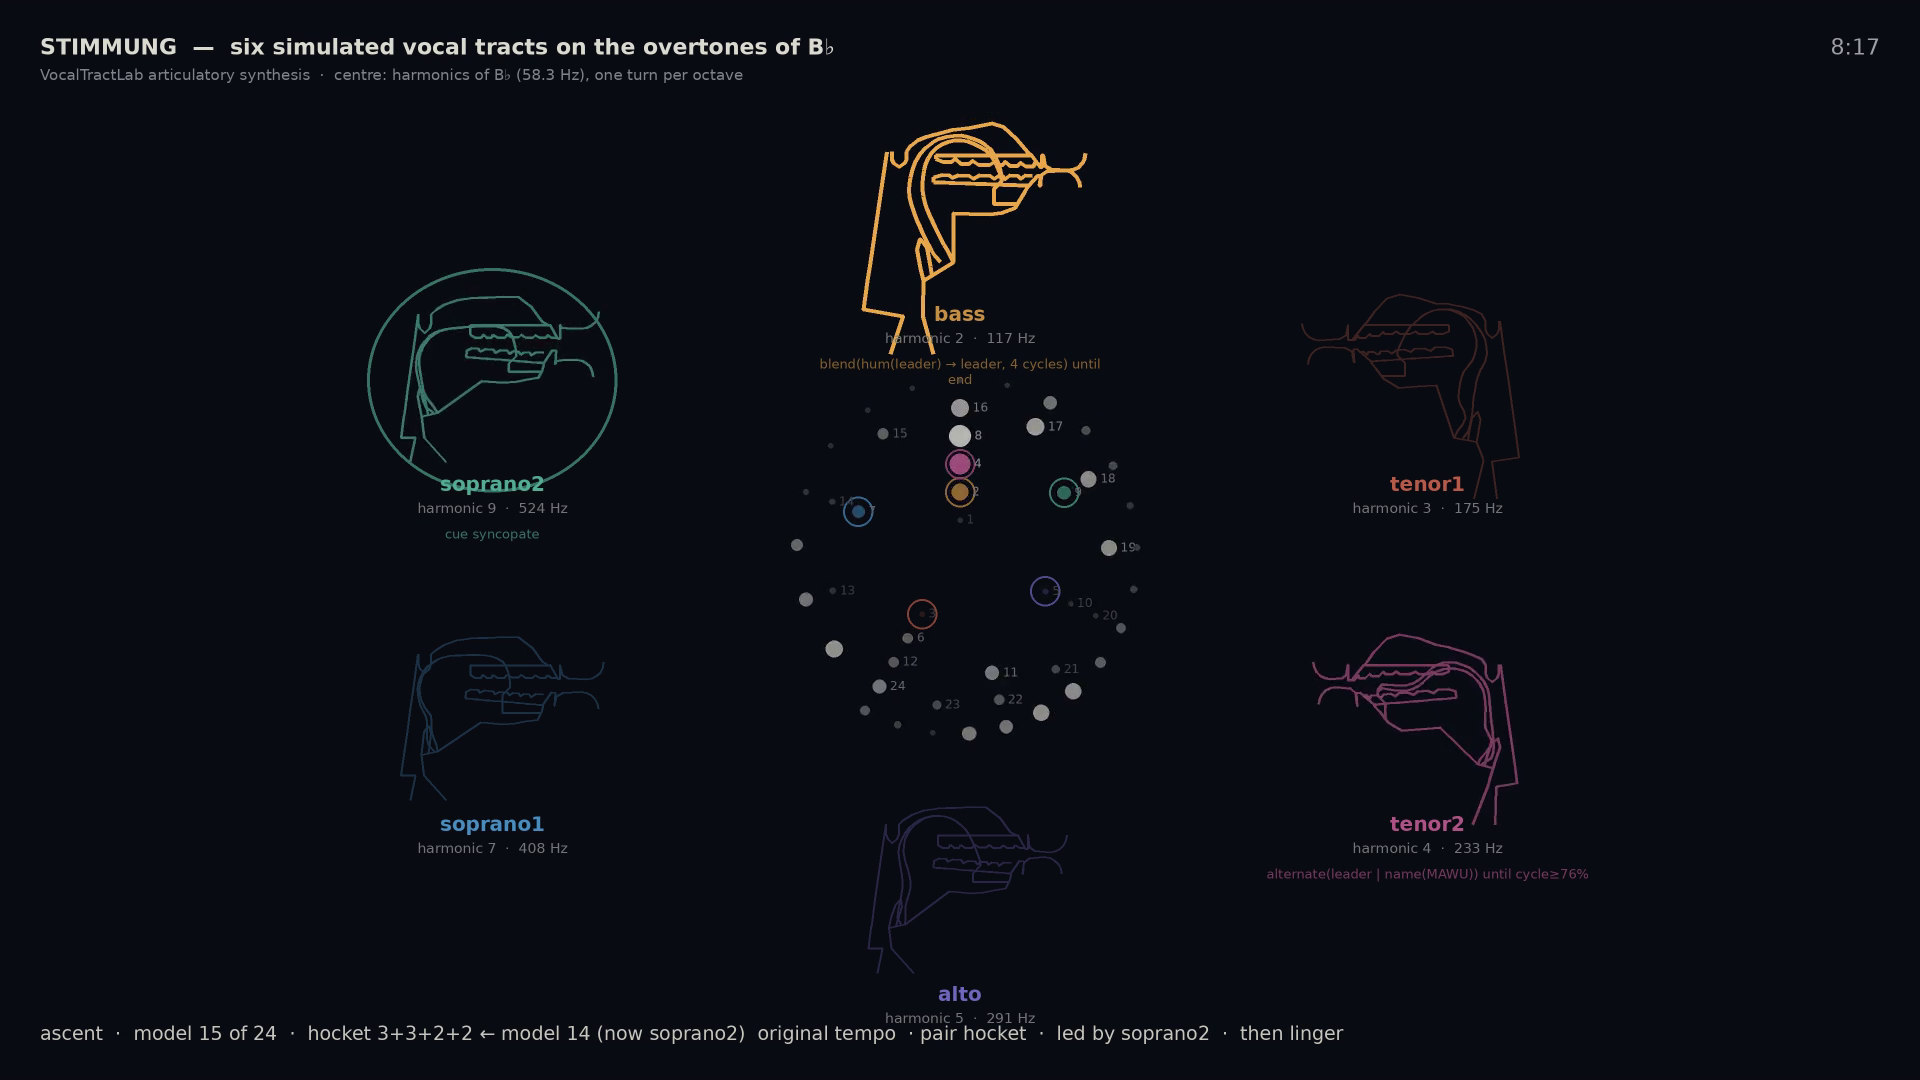 STIMMUNG — six simulated vocal tracts on the overtones of B♭
8:17
VocalTractLab articulatory synthesis · centre: harmonics of B♭ (58.3 Hz), one turn per octave
bass
harmonic 2 · 117 Hz
blend(hum(leader) → leader, 4 cycles) until
end
16
17
15
8
4
18
soprano2
harmonic 9 · 524 Hz
cue syncopate
tenor1
harmonic 3 · 175 Hz
2
9
14
7
1
19
13
5
10
20
3
6
12
11
21
24
22
23
soprano1
harmonic 7 · 408 Hz
tenor2
harmonic 4 · 233 Hz
alternate(leader | name(MAWU)) until cycle≥76%
alto
harmonic 5 · 291 Hz
ascent · model 15 of 24 · hocket 3+3+2+2 ← model 14 (now soprano2) original tempo · pair hocket · led by soprano2 · then linger